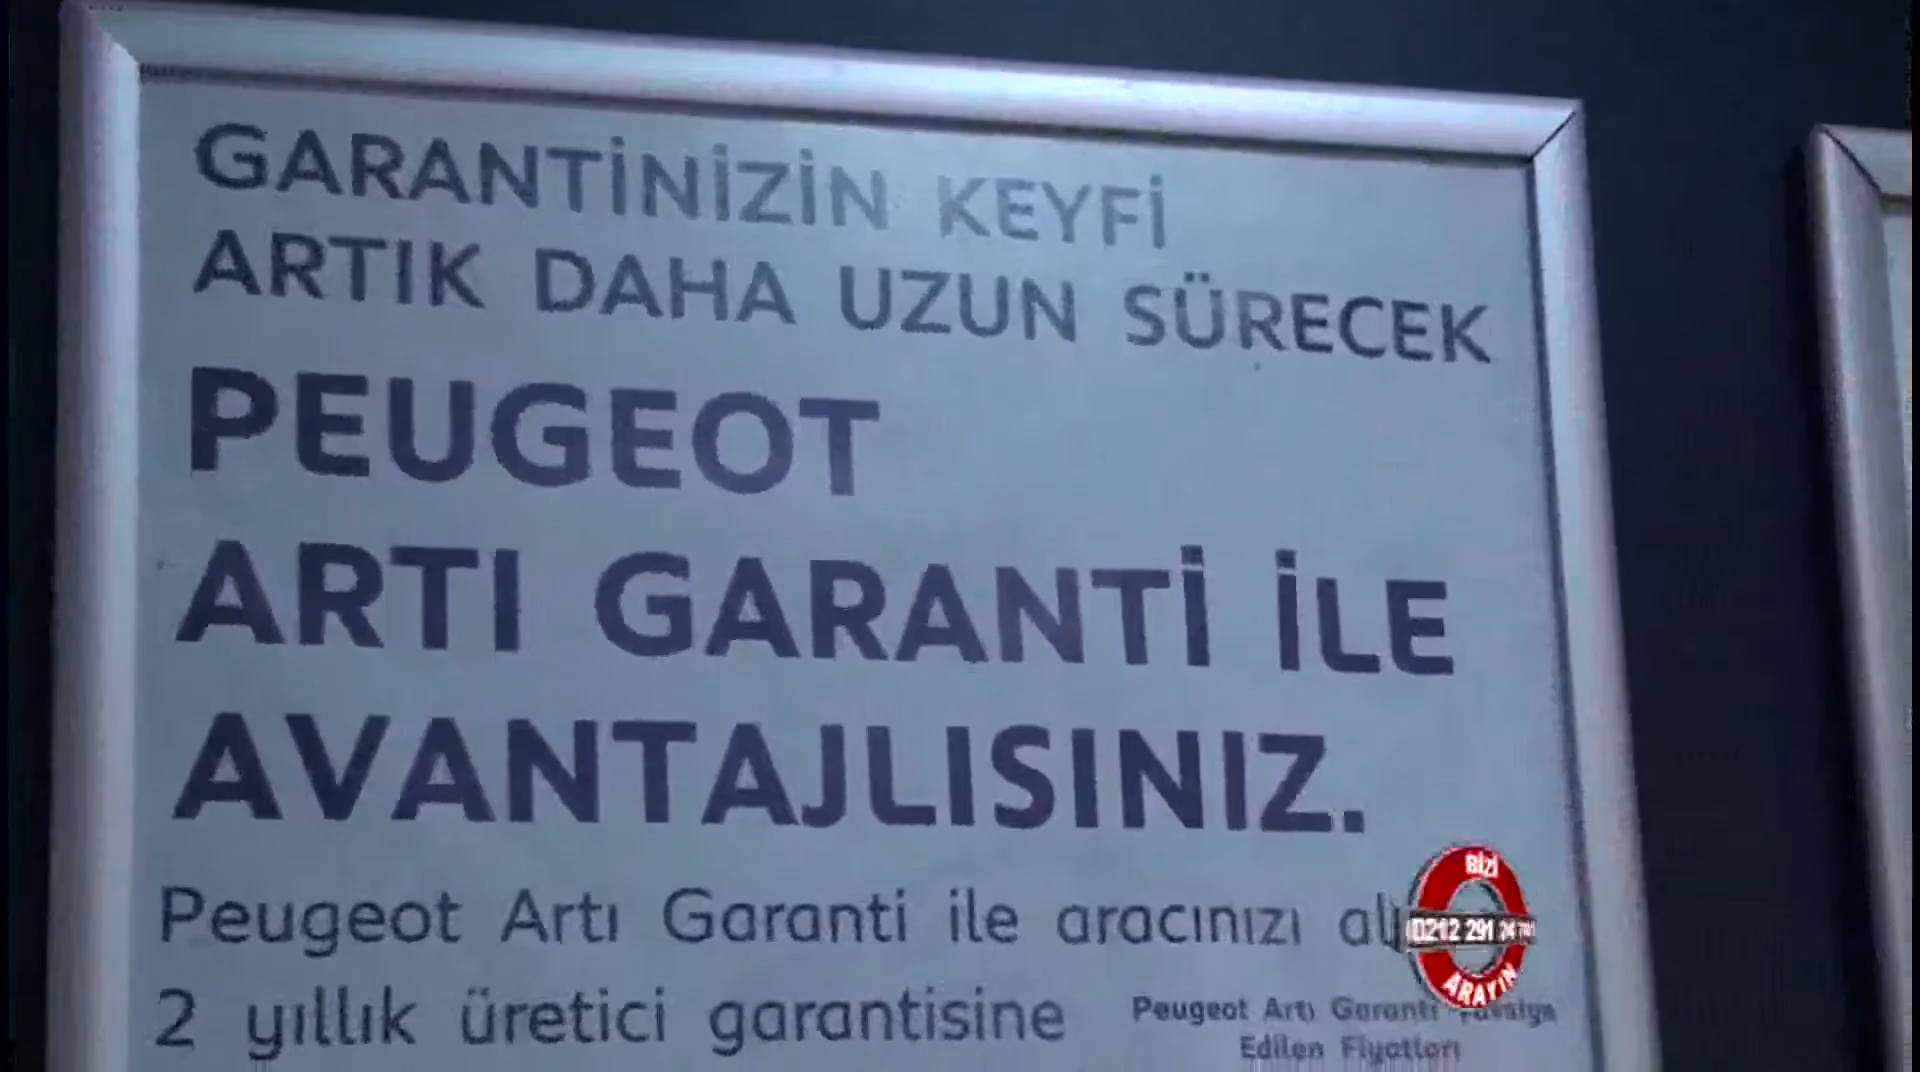 GARANTİNİZİN KEYFİ
ARTIK DAHA UZUN SÜRECEK
PEUGEOT
ARTI GARANTİ İLE
AVANTAJLISINIZ.
Peugeot Artı Garanti ile aracınızı
2 yıllık üretici garantisine
Peugeot Artı Garanti
Edilen Fiyatları
BİZİ
0212 291 24
ARAYIN